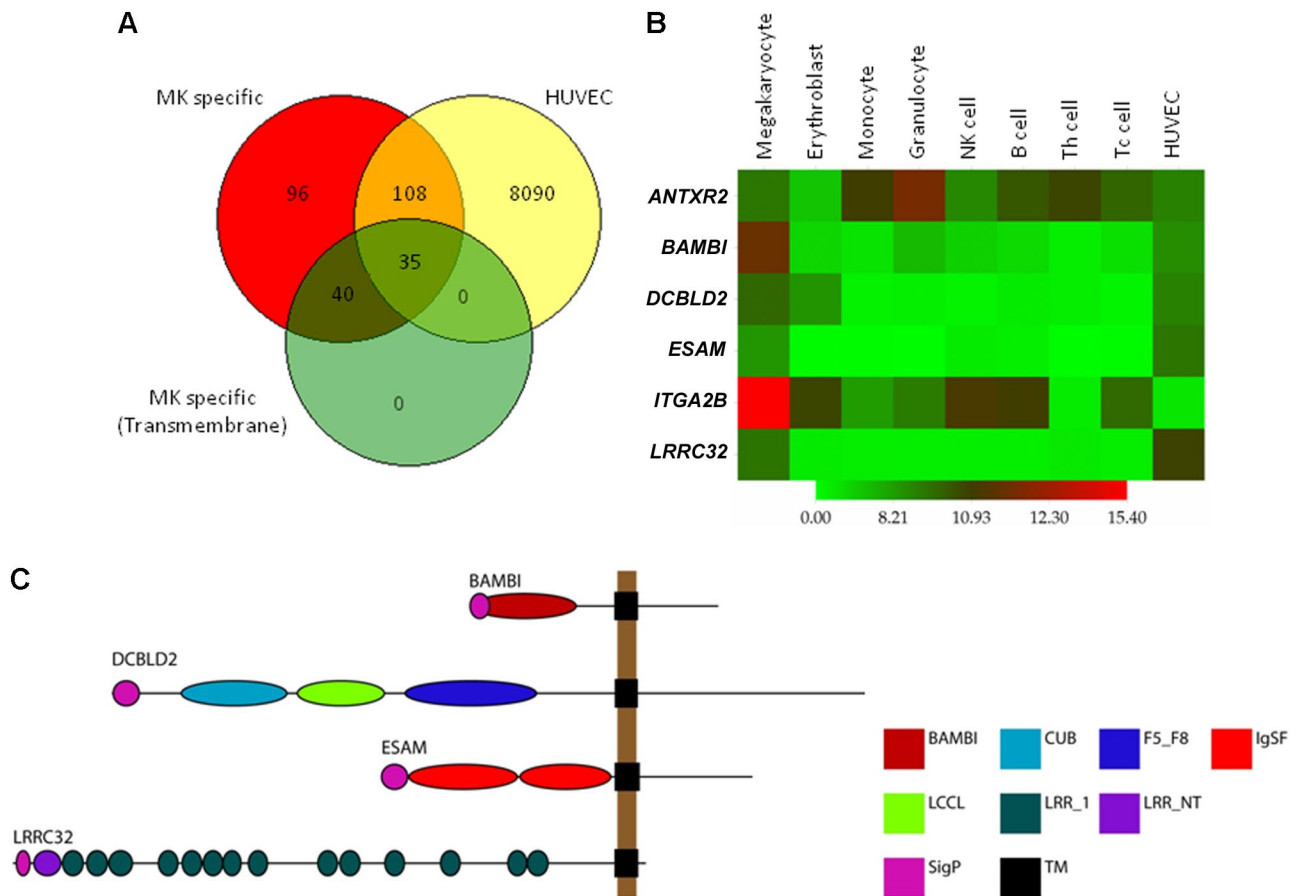 A
MK specific
HUVEC
96
108
8090
35
40
0
MK specific
(Transmembrane)
0
B
Megakaryocyte
Erythroblast
Monocyte
Granulocyte
NK cell
B cell
Th cell
Tc cell
HUVEC
ANTXR2
BAMBI
DCBLD2
ESAM
ITGA2B
LRRC32
0.00 8.21 10.93 12.30 15.40
C
BAMBI
DCBLD2
ESAM
LRRC32
BAMBI CUB F5_F8 IgSF
LCCL LRR_1 LRR_NT
SigP TM